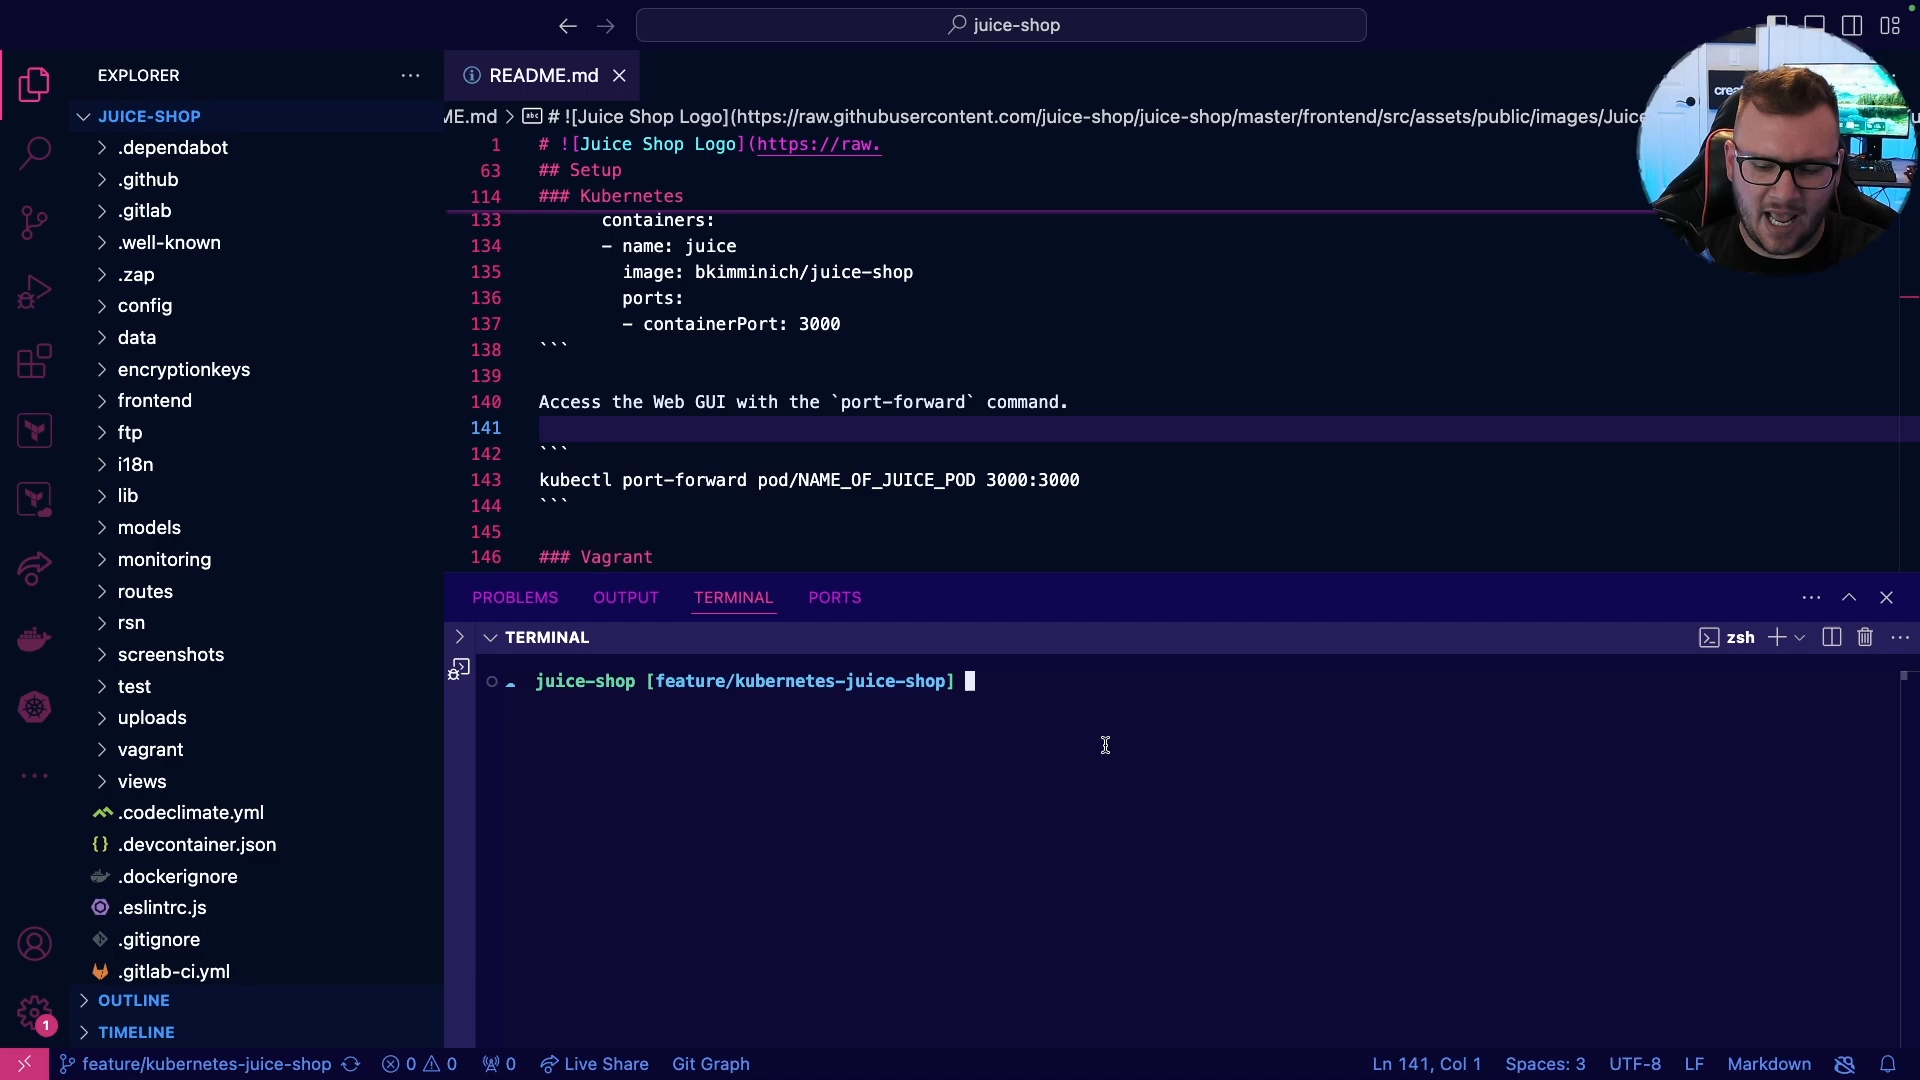 juice-shop
EXPLORER
README.md
JUICE-SHOP
ME.md > # ![Juice Shop Logo](https://raw.githubusercontent.com/juice-shop/juice-shop/master/frontend/src/assets/public/images/Juice
.dependabot
.github
.gitlab
.well-known
.zap
config
data
encryptionkeys
frontend
ftp
i18n
lib
models
monitoring
routes
rsn
screenshots
test
uploads
vagrant
views
.codeclimate.yml
.devcontainer.json
.dockerignore
.eslintrc.js
.gitignore
.gitlab-ci.yml
OUTLINE
TIMELINE
1 # ![Juice Shop Logo](https://raw.
63 ## Setup
114 ### Kubernetes
133 containers:
134 - name: juice
135 image: bkimminich/juice-shop
136 ports:
137 - containerPort: 3000
138 ```
139
140 Access the Web GUI with the `port-forward` command.
141
142 ```
143 kubectl port-forward pod/NAME_OF_JUICE_POD 3000:3000
144 ```
145
146 ### Vagrant
PROBLEMS OUTPUT TERMINAL PORTS
TERMINAL
zsh
juice-shop [feature/kubernetes-juice-shop]
1
feature/kubernetes-juice-shop 0 0 0 Live Share Git Graph Ln 141, Col 1 Spaces: 3 UTF-8 LF Markdown